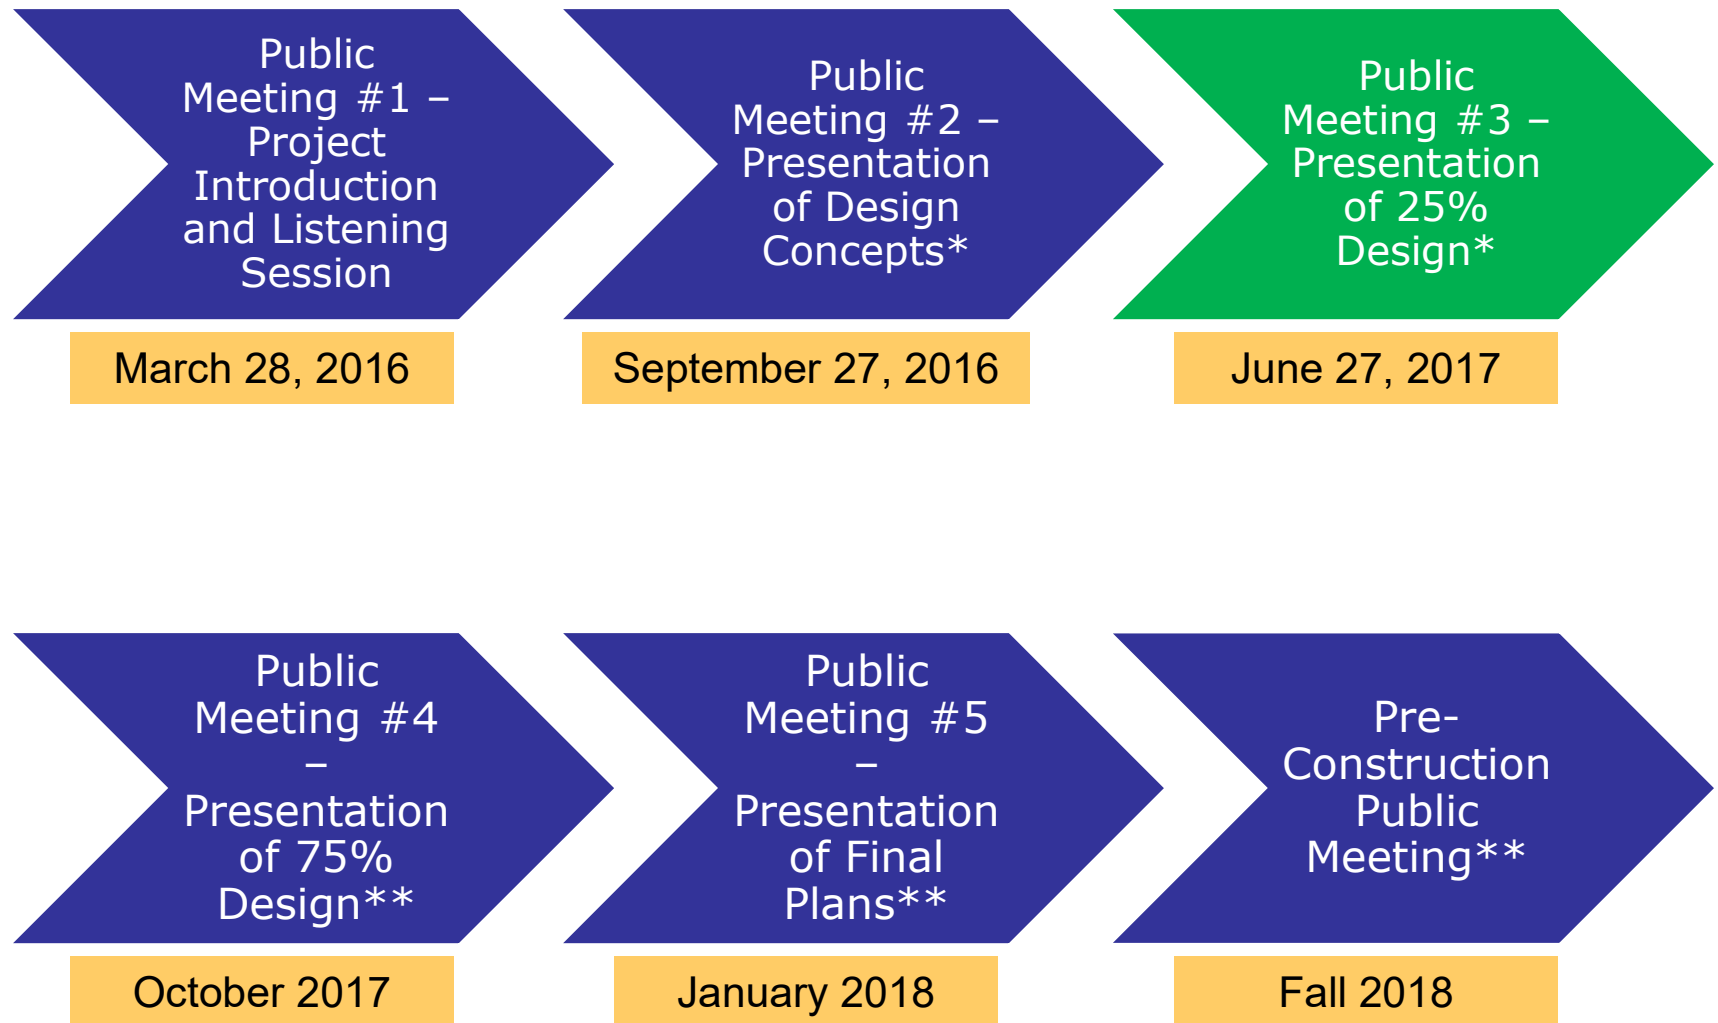 Public
Meeting #1 –
Project
Introduction
and Listening
Session
March 28, 2016
Public
Meeting #2 –
Presentation
of Design
Concepts*
September 27, 2016
Public
Meeting #3 –
Presentation
of 25%
Design*
June 27, 2017
Public
Meeting #4
–
Presentation
of 75%
Design**
October 2017
Public
Meeting #5
–
Presentation
of Final
Plans**
January 2018
Pre-
Construction
Public
Meeting**
Fall 2018